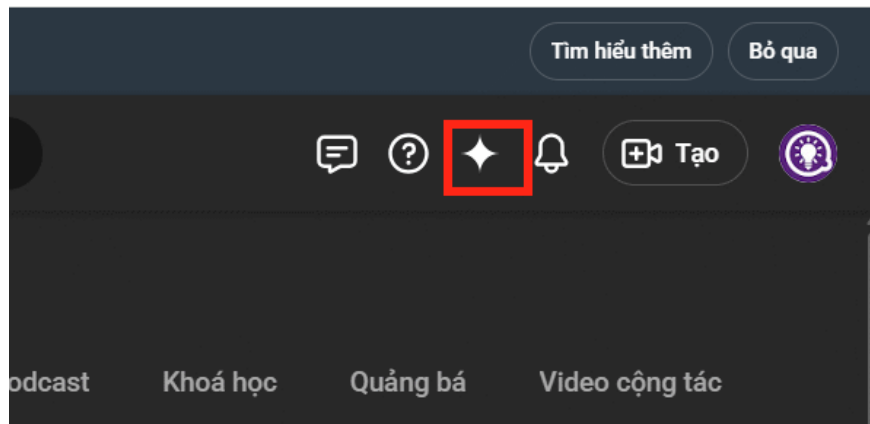 Tìm hiểu thêm Bỏ qua
Tạo
odcast Khoá học Quảng bá Video cộng tác